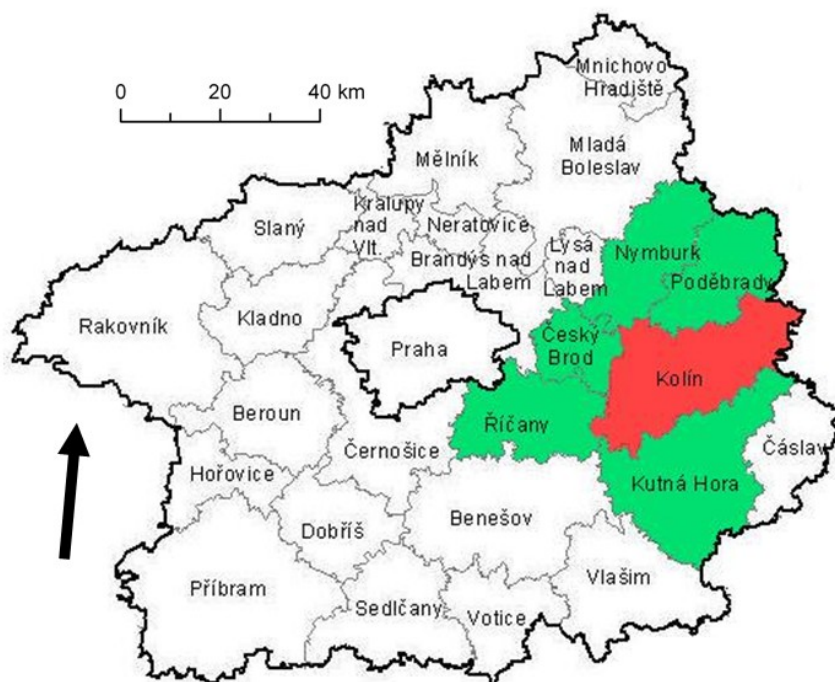 Mnichovo
Hradiště
0 20 40 km
Mladá
Boleslav
Mělník
Kralupy
nad
Vlt.
Slaný
Neratovice
Brandýs nad
Labem
Lysá
nad
Labem
Nymburk
Poděbrady
Rakovník
Kladno
Praha
Český
Brod
Kolín
Beroun
Říčany
Černošice
Čáslav
Hořovice
Kutná Hora
Dobříš
Benešov
Příbram
Vlašim
Sedlčany
Votice